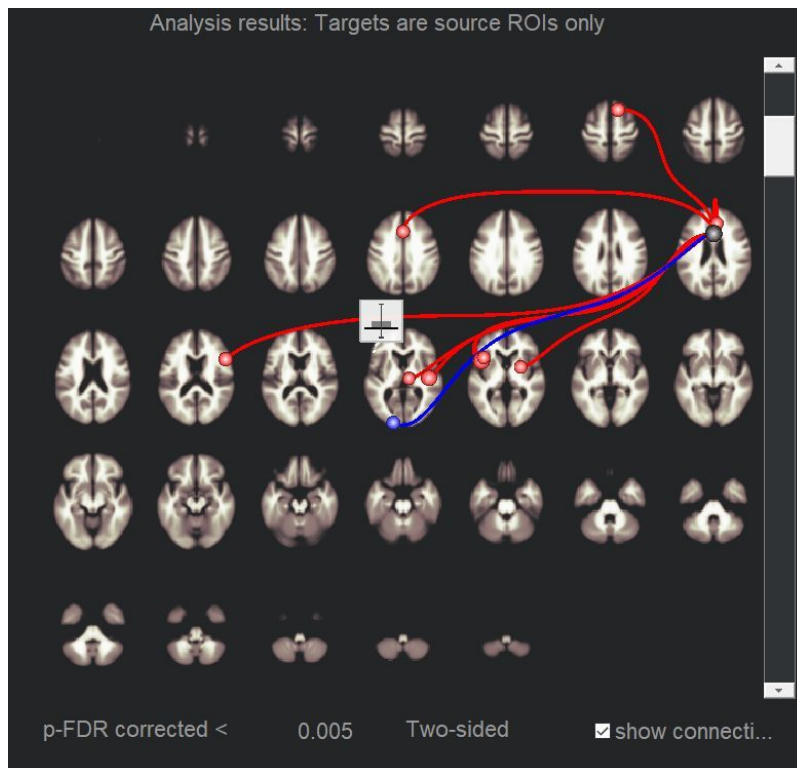 Analysis results: Targets are source ROIs only
p-FDR corrected < 0.005 Two-sided show connecti...